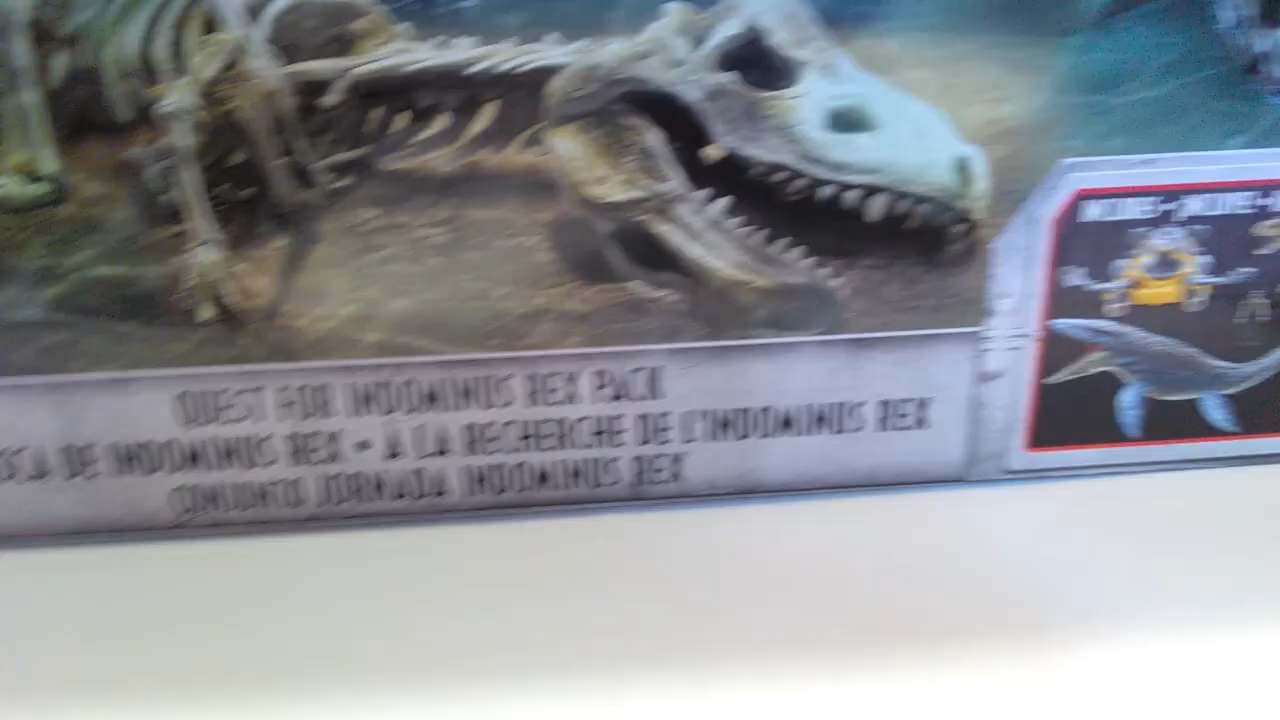 QUEST FOR INDOMINUS REX PACK
DE INDOMINUS REX • À LA RECHERCHE DE L'INDOMINUS REX
CONJUNTO JORNADA INDOMINUS REX